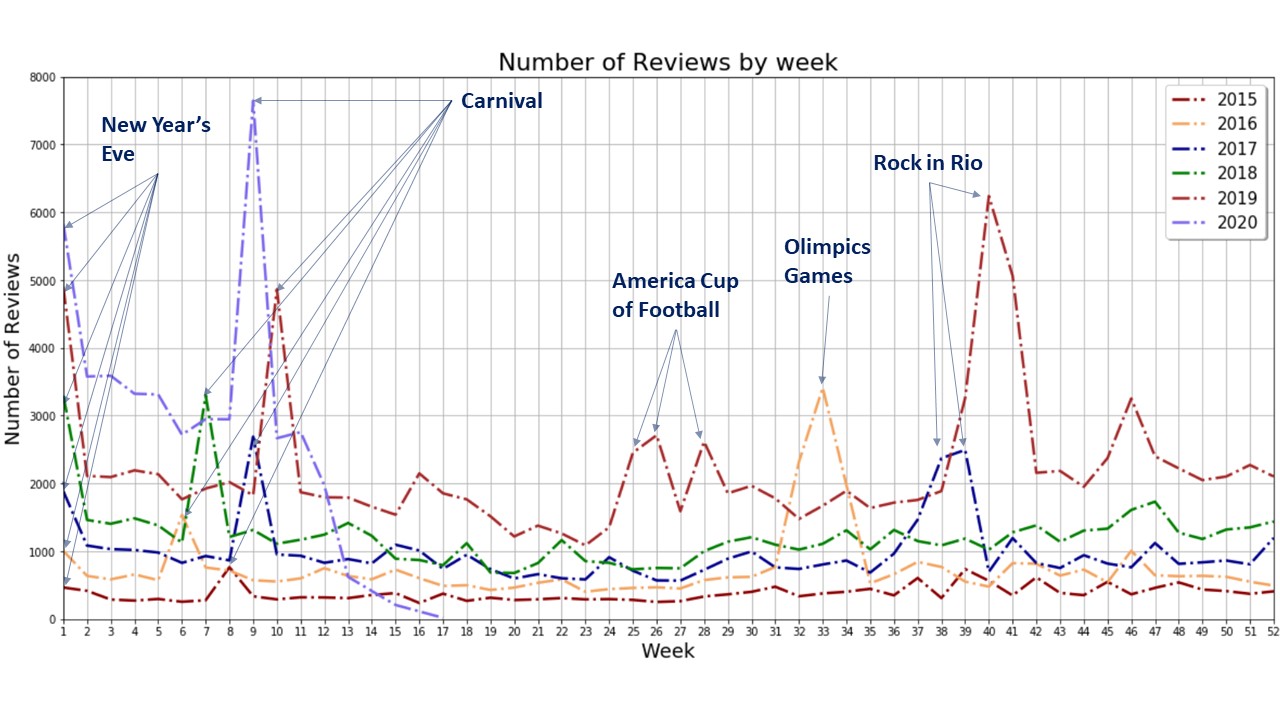 Number of Reviews by week
8000
7000
6000
5000
4000
3000
2000
1000
0
Number of Reviews
New Year's
Eve
Carnival
Rock in Rio
Olimpics
Games
America Cup
of Football
2015
2016
2017
2018
2019
2020
1 2 3 4 5 6 7 8 9 10 11 12 13 14 15 16 17 18 19 20 21 22 23 24 25 26 27 28 29 30 31 32 33 34 35 36 37 38 39 40 41 42 43 44 45 46 47 48 49 50 51 52
Week